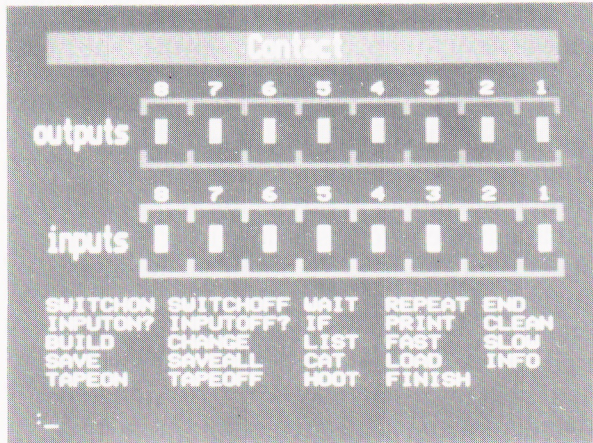 Contact
8 7 6 5 4 3 2 1
outputs
8 7 6 5 4 3 2 1
inputs
SWITCHON SWITCHOFF WAIT REPEAT END
INPUTON? INPUTOFF? IF PRINT CLEAN
BUILD CHANGE LIST FAST SLOW
SAVE SAVEALL CAT LOAD INFO
TAPEON TAPEOFF HOOT FINISH
:_